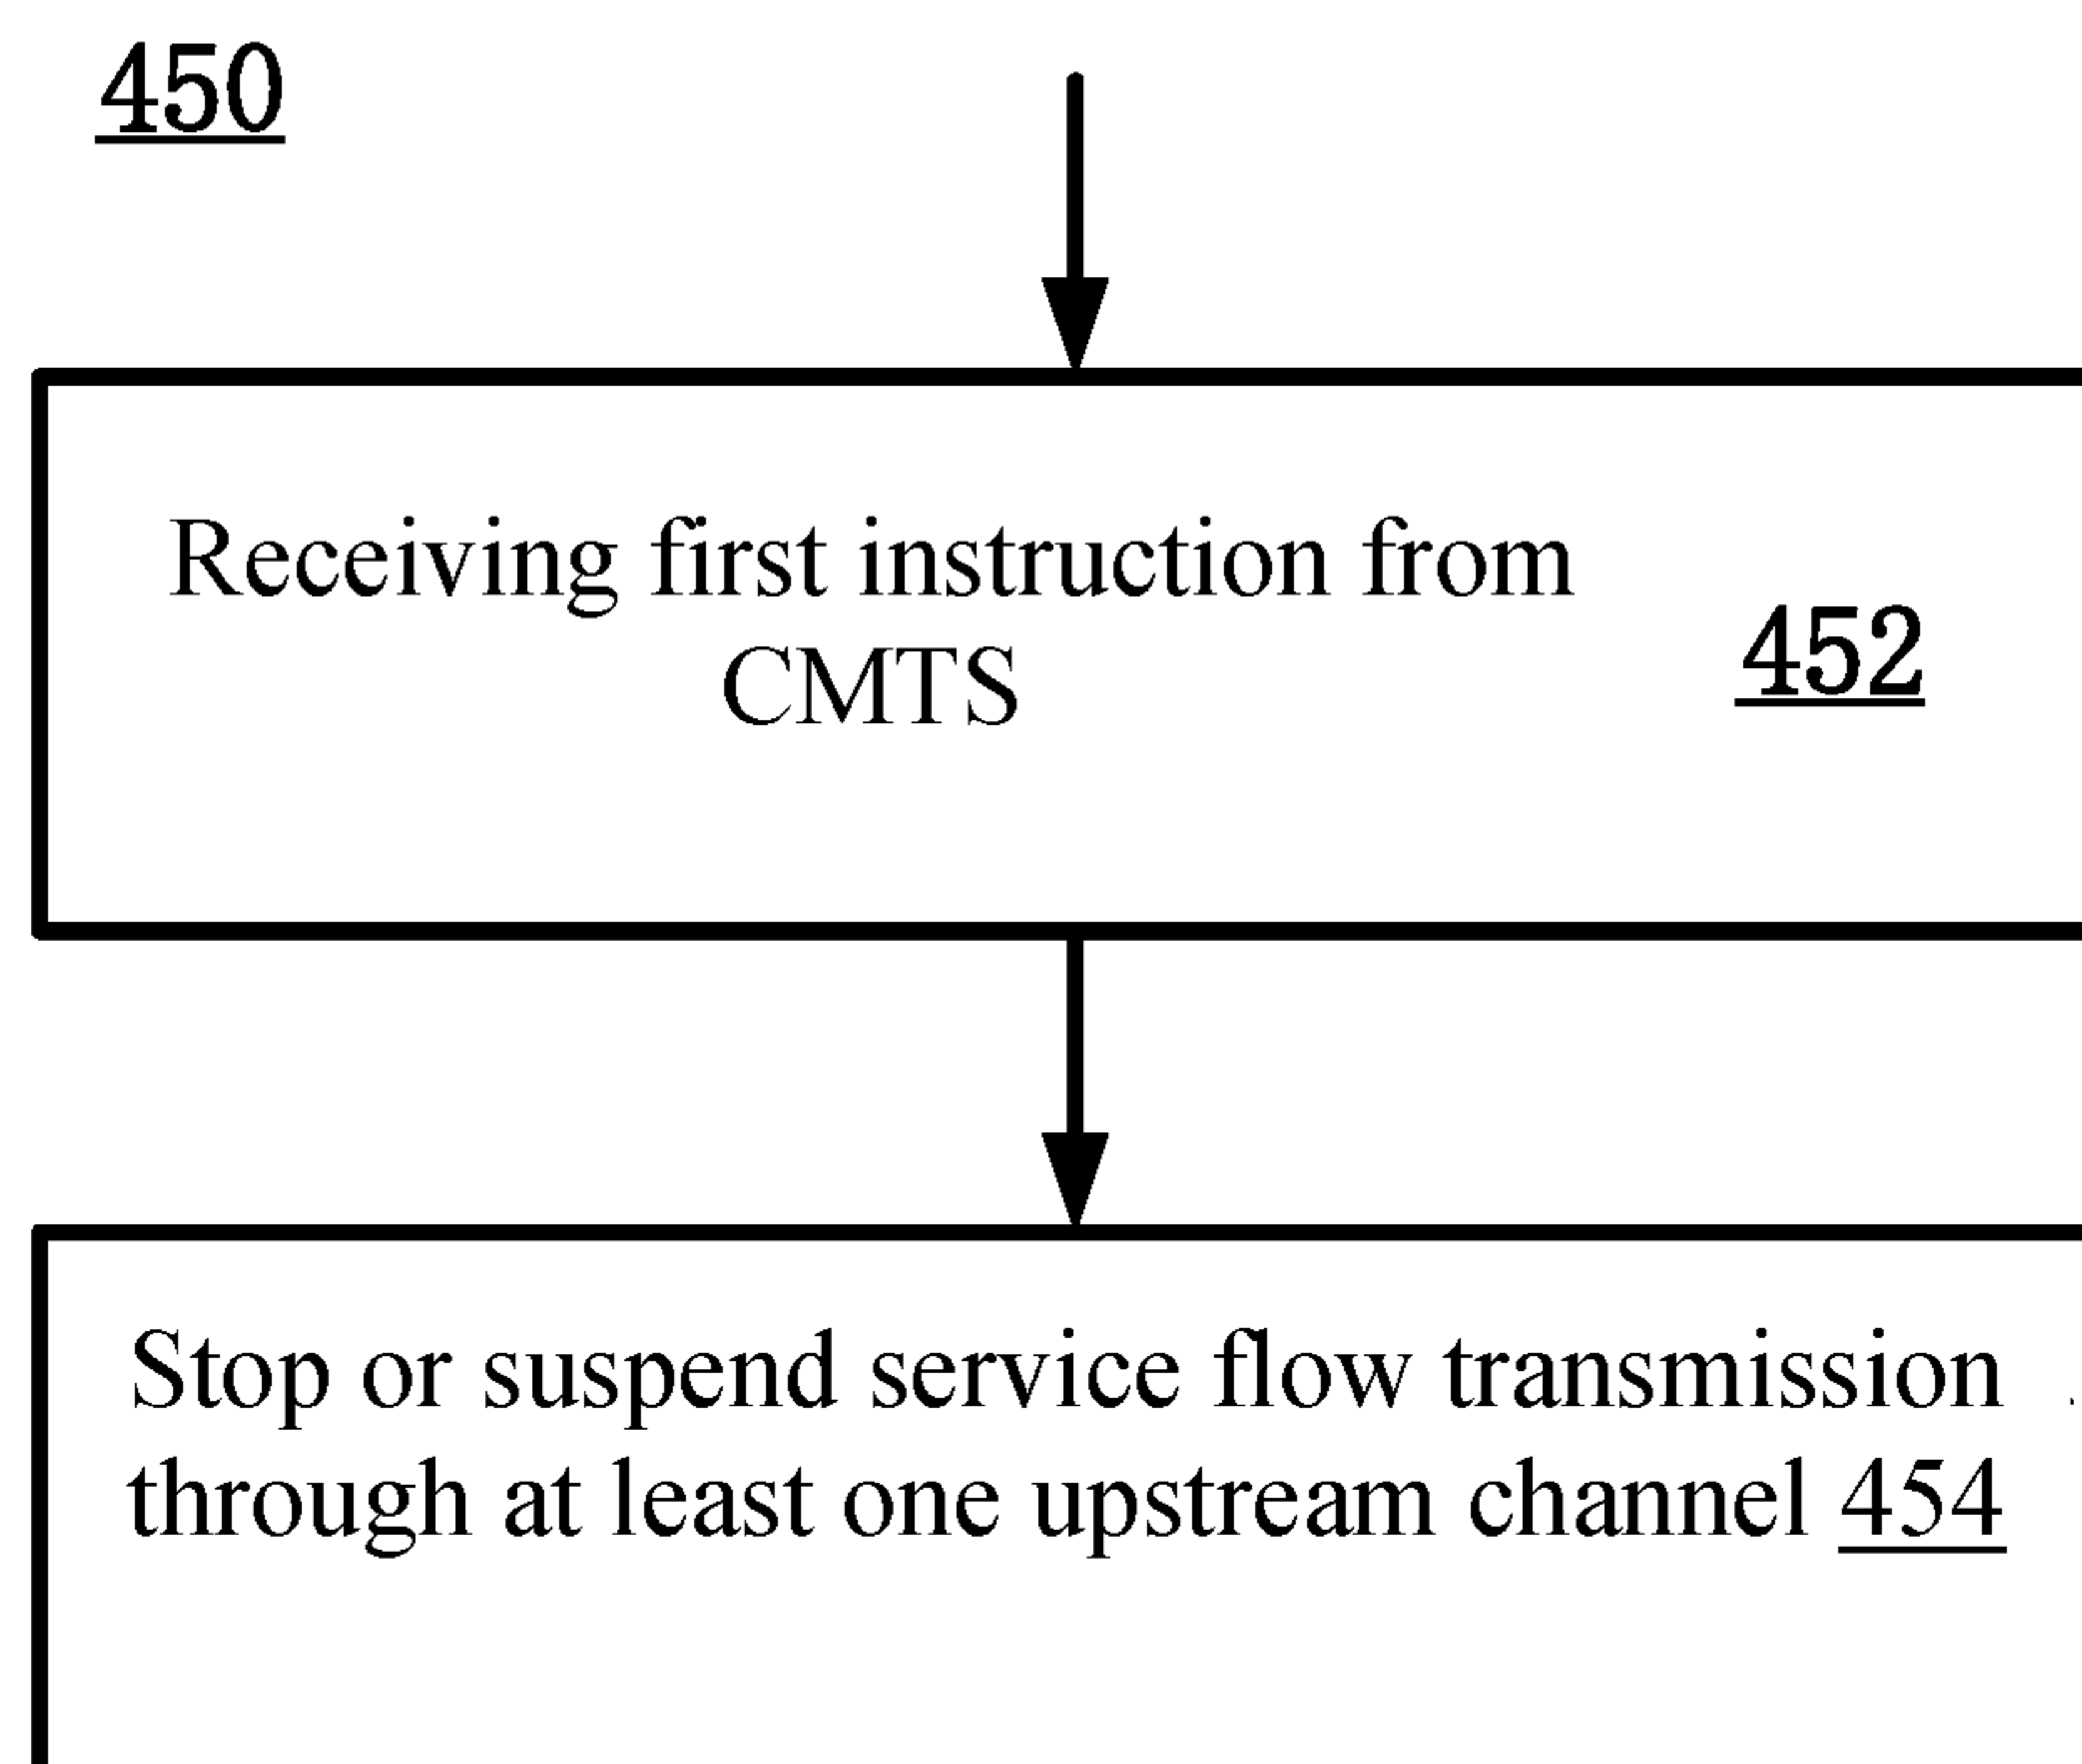 450
Receiving first instruction from
CMTS
452
Stop or suspend service flow transmission
through at least one upstream channel 454